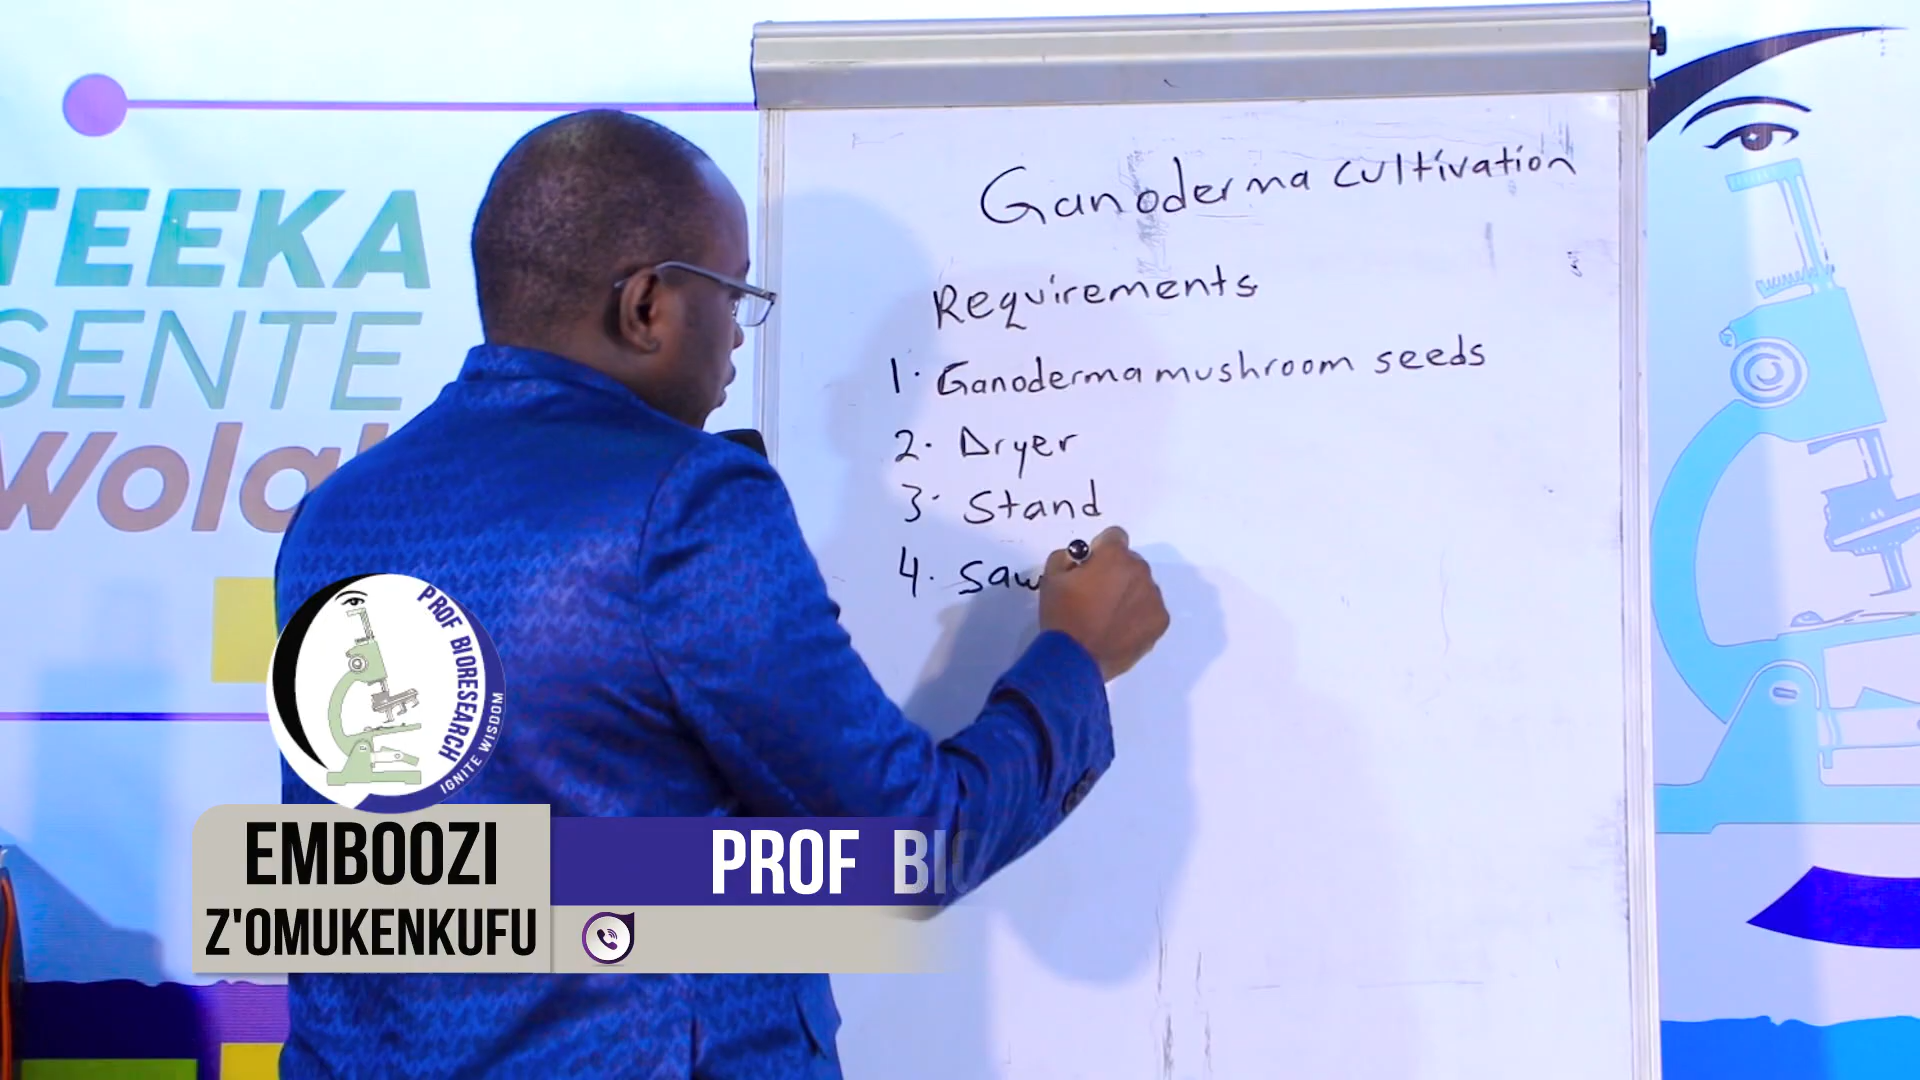 Ganoderma cultivation
Requirements
1. Ganoderma mushroom seeds
2. Dryer
3. Stand
4. Saw
TEEKA
SENTE
PROF BIORESEARCH
IGNITE WISDOM
EMBOOZI
Z'OMUKENKUFU
PROF